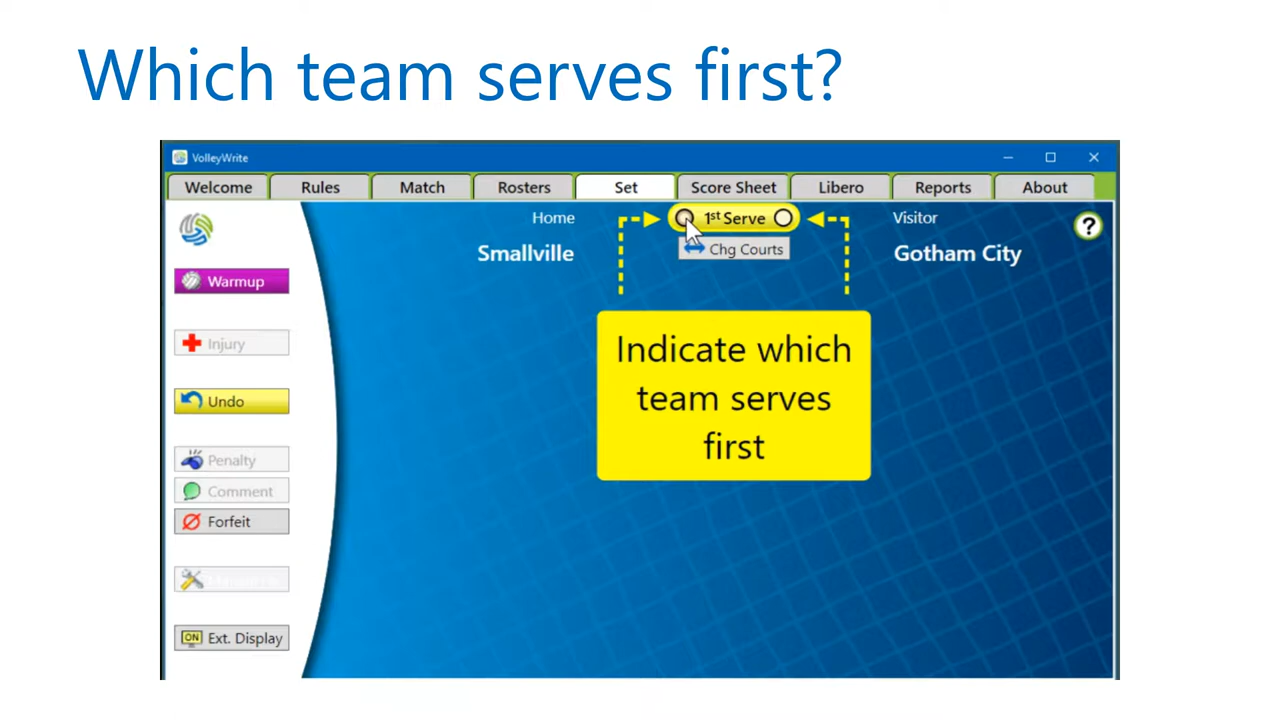 Which team serves first?
VolleyWrite
Welcome Rules Match Rosters Set Score Sheet Libero Reports About
Home 1st Serve Visitor ?
Smallville Chg Courts Gotham City
Warmup
Injury
Undo
Penalty
Comment
Forfeit
ON Ext. Display
Indicate which
team serves
first